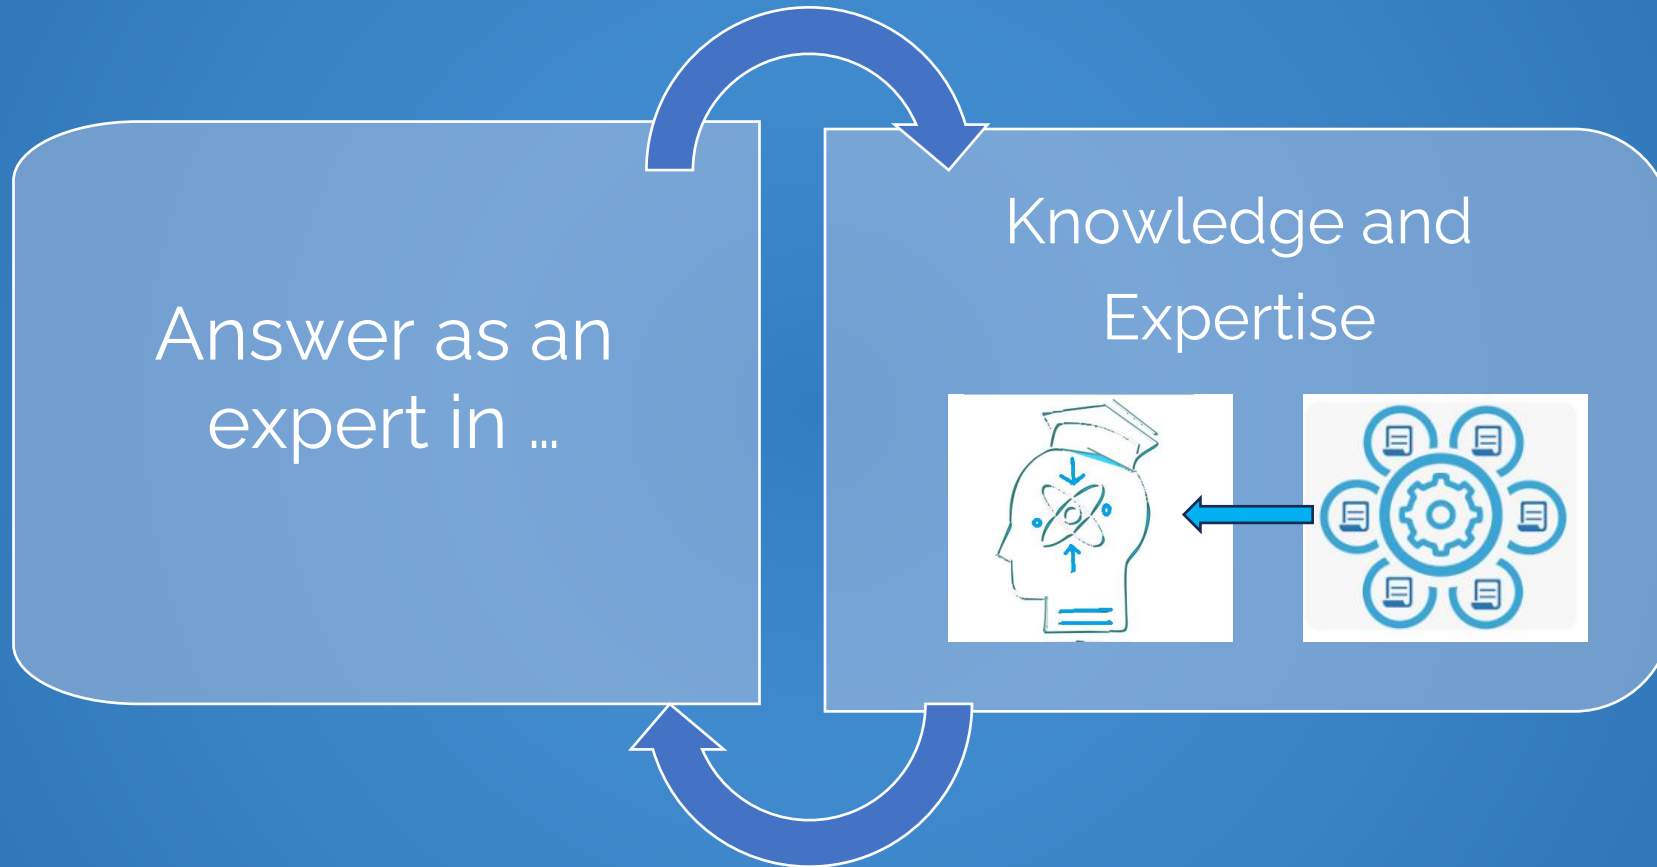 Answer as an
expert in ...
Knowledge and
Expertise